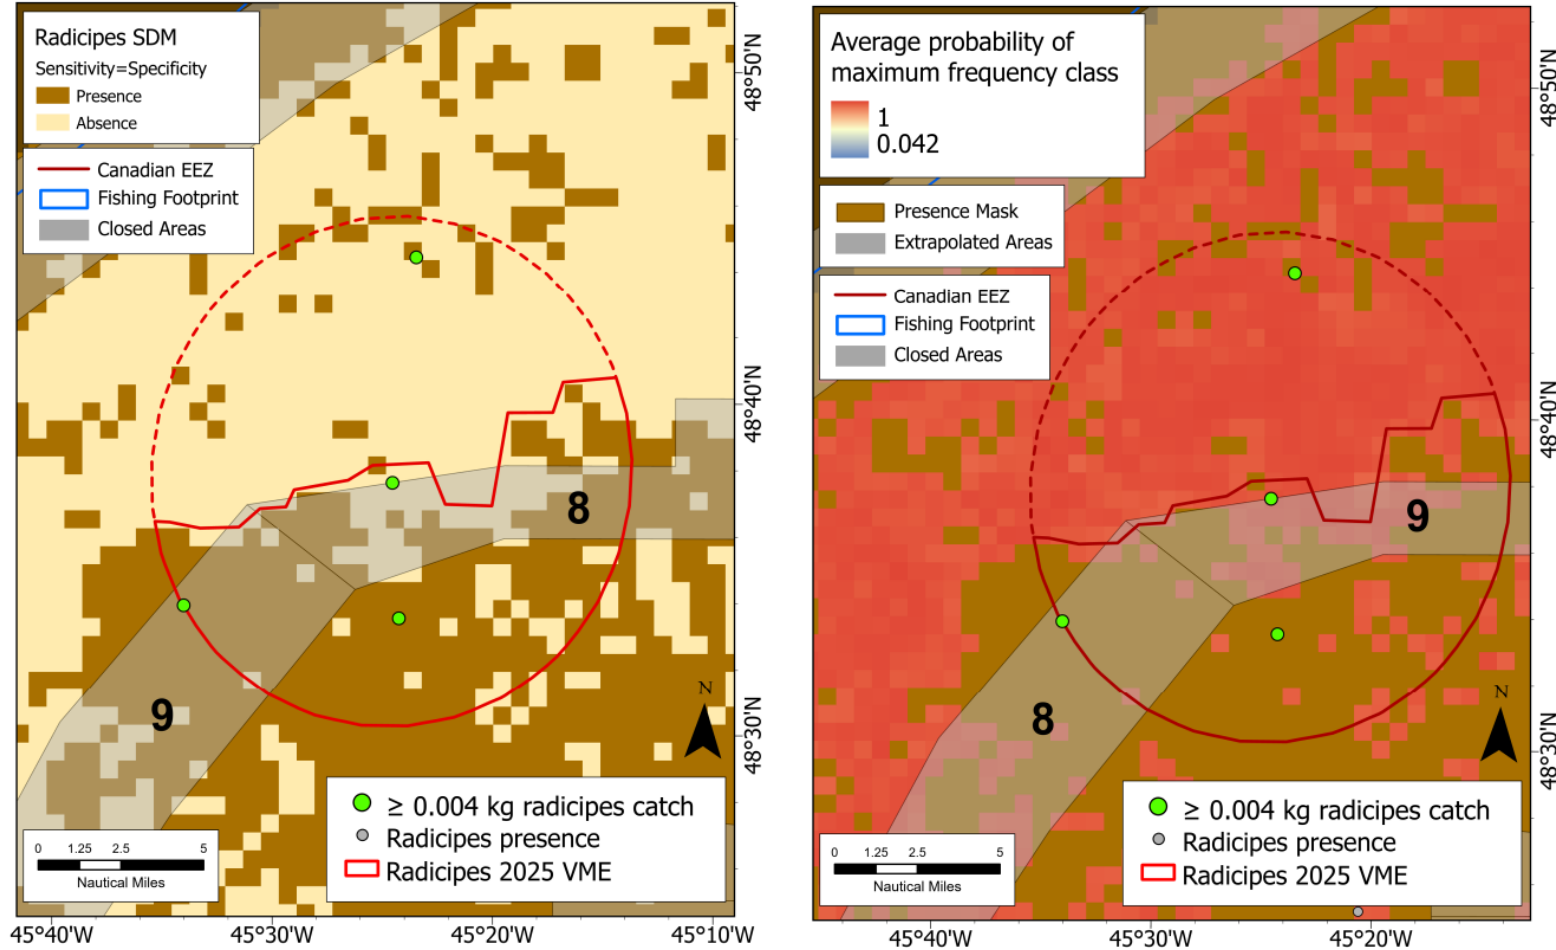 Radicipes SDM
Sensitivity=Specificity
Presence
Absence
Canadian EEZ
Fishing Footprint
Closed Areas
8
9
N
≥ 0.004 kg radicipes catch
Radicipes presence
Radicipes 2025 VME
0 1.25 2.5 5
Nautical Miles
48°50'N
48°40'N
48°30'N
45°40'W 45°30'W 45°20'W 45°10'W
Average probability of
maximum frequency class
1
0.042
Presence Mask
Extrapolated Areas
Canadian EEZ
Fishing Footprint
Closed Areas
9
8
N
≥ 0.004 kg radicipes catch
Radicipes presence
Radicipes 2025 VME
0 1.25 2.5 5
Nautical Miles
48°50'N
48°40'N
48°30'N
45°40'W 45°30'W 45°20'W